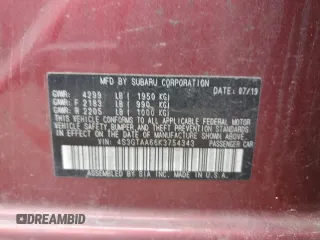 MFD BY SUBARU CORPORATION
DATE: 07/19
GVWR: 4299 LB ( 1950 KG)
GAWR: F 2183 LB ( 990 KG)
GAWR: R 2205 LB ( 1000 KG)
THIS VEHICLE CONFORMS TO ALL APPLICABLE FEDERAL MOTOR
VEHICLE SAFETY, BUMPER, AND THEFT PREVENTION STANDARDS IN
EFFECT ON THE DATE OF MANUFACTURE SHOWN ABOVE.
VIN: 4S3GTAA66K3754343 PASSENGER CAR
ASSEMBLED BY SIA INC. MADE IN U.S.A.